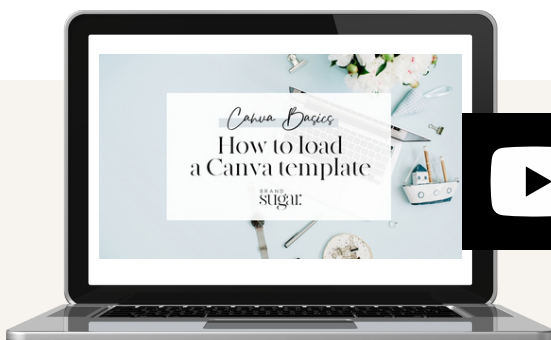 Canva Basics
How to load
a Canva template
BRAND
sugar.